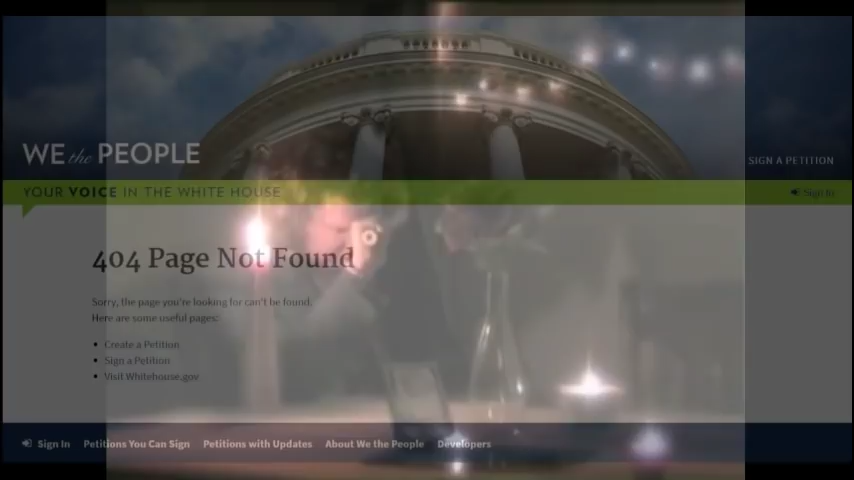 WE the PEOPLE
SIGN A PETITION
YOUR VOICE IN THE WHITE HOUSE
Sign In
404 Page Not Found
Sorry, the page you're looking for can't be found.
Here are some useful pages:
Create a Petition
Sign a Petition
Visit Whitehouse.gov
Sign In Petitions You Can Sign Petitions with Updates About We the People Developers